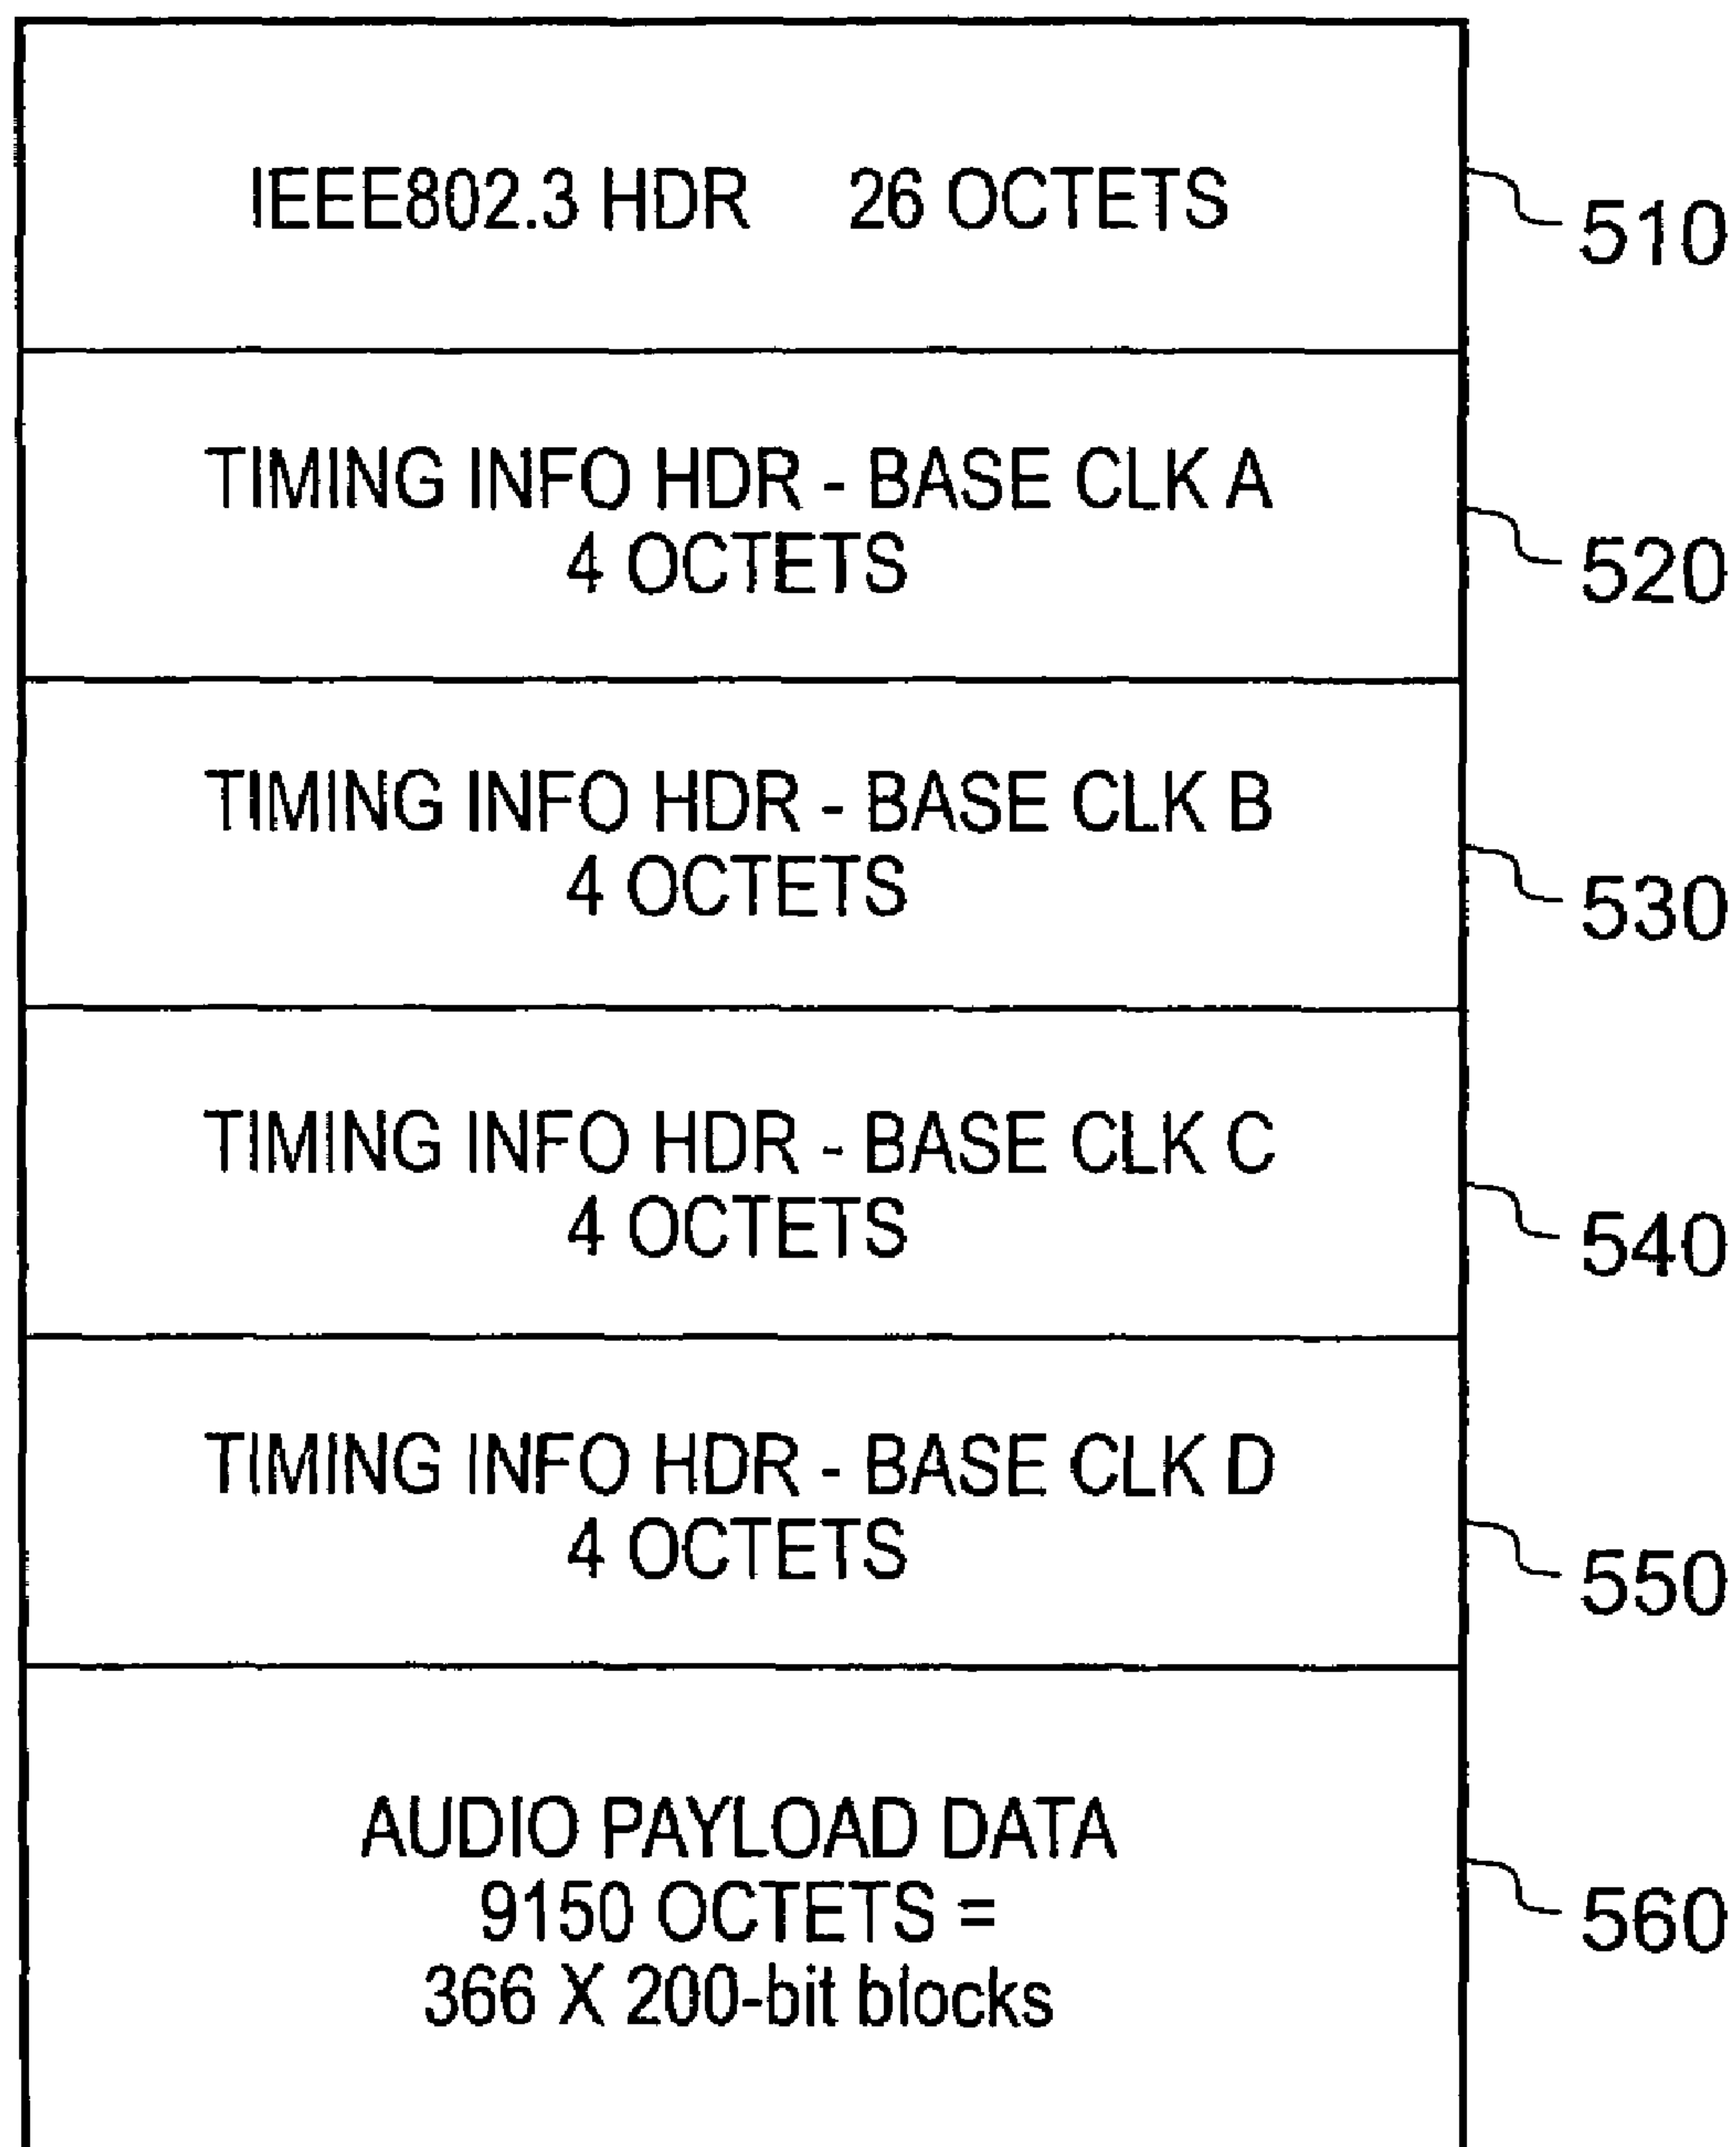 IEEE802.3 HDR 26 OCTETS
510
TIMING INFO HDR - BASE CLK A
4 OCTETS
520
TIMING INFO HDR - BASE CLK B
4 OCTETS
530
TIMING INFO HDR - BASE CLK C
4 OCTETS
540
TIMING INFO HDR - BASE CLK D
4 OCTETS
550
AUDIO PAYLOAD DATA
9150 OCTETS =
366 X 200-bit blocks
560